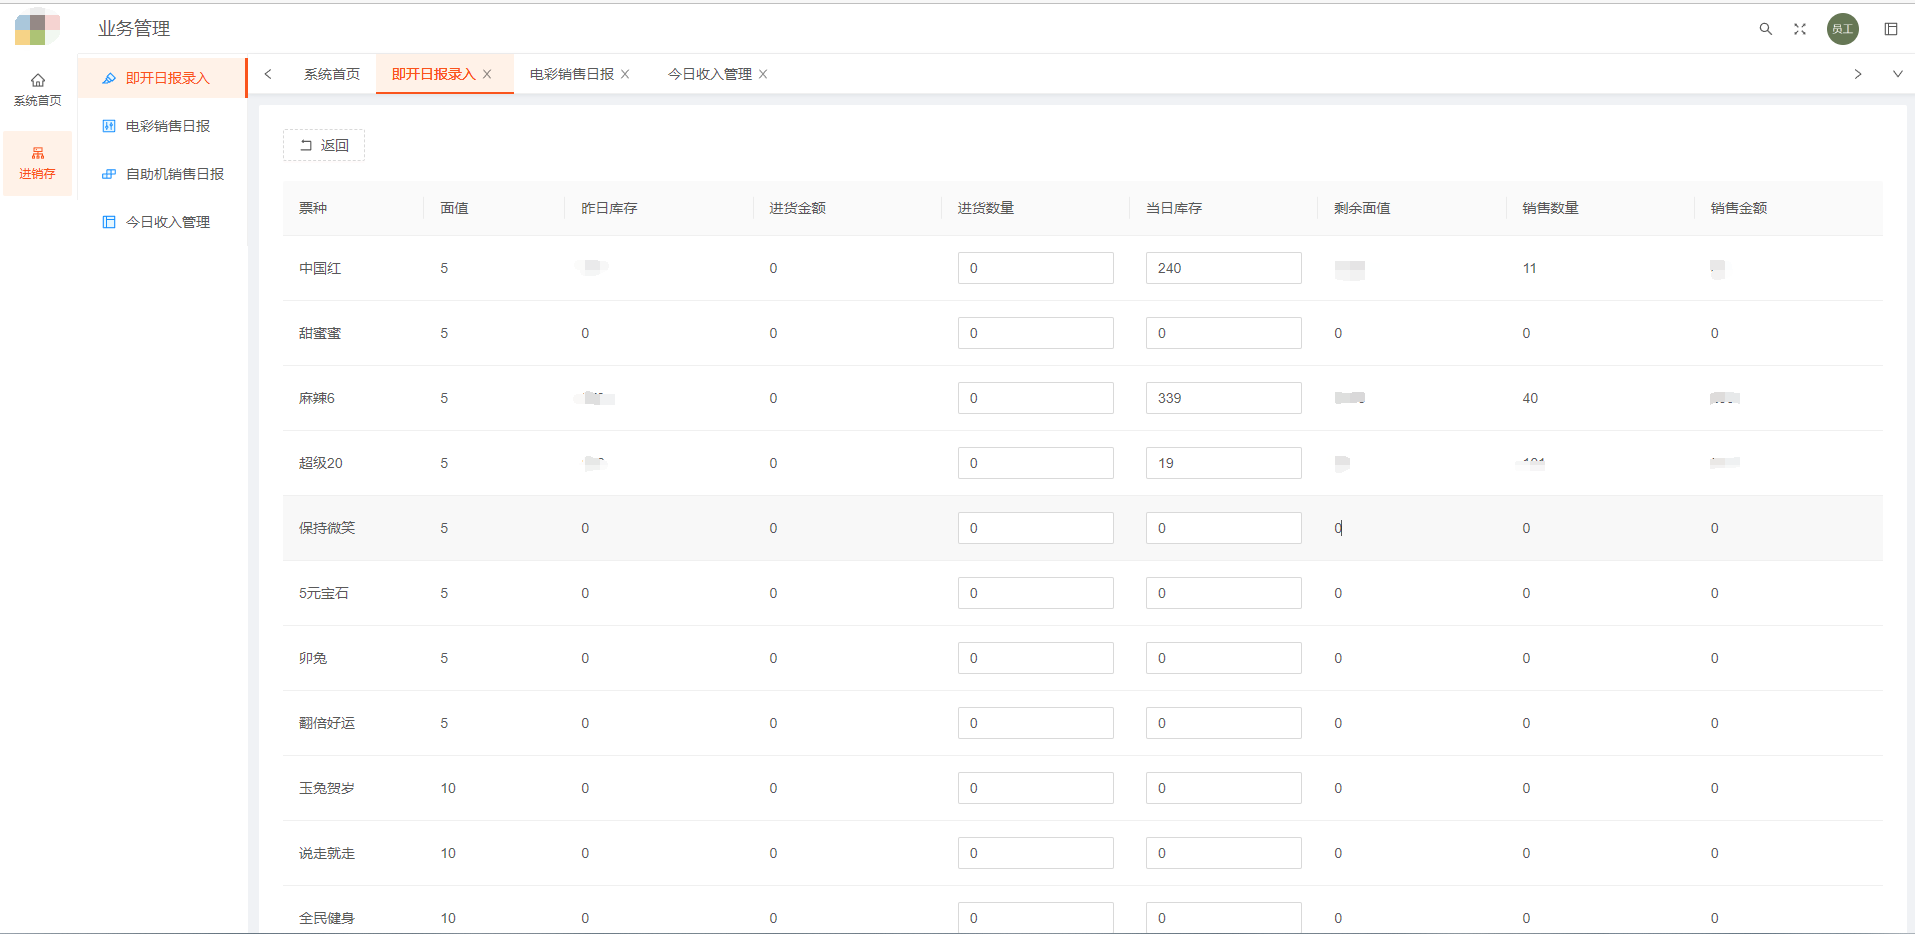 业务管理
员工
系统首页
进销存
即开日报录入
电彩销售日报
自助机销售日报
今日收入管理
系统首页 即开日报录入 电彩销售日报 今日收入管理
返回
票种 面值 昨日库存 进货金额 进货数量 当日库存 剩余面值 销售数量 销售金额
中国红 5 0 0 240 11
甜蜜蜜 5 0 0 0 0 0 0 0
麻辣6 5 0 0 339 40
超级20 5 0 0 19
保持微笑 5 0 0 0 0 0 0 0
5元宝石 5 0 0 0 0 0 0 0
卯兔 5 0 0 0 0 0 0 0
翻倍好运 5 0 0 0 0 0 0 0
玉兔贺岁 10 0 0 0 0 0 0 0
说走就走 10 0 0 0 0 0 0 0
全民健身 10 0 0 0 0 0 0 0